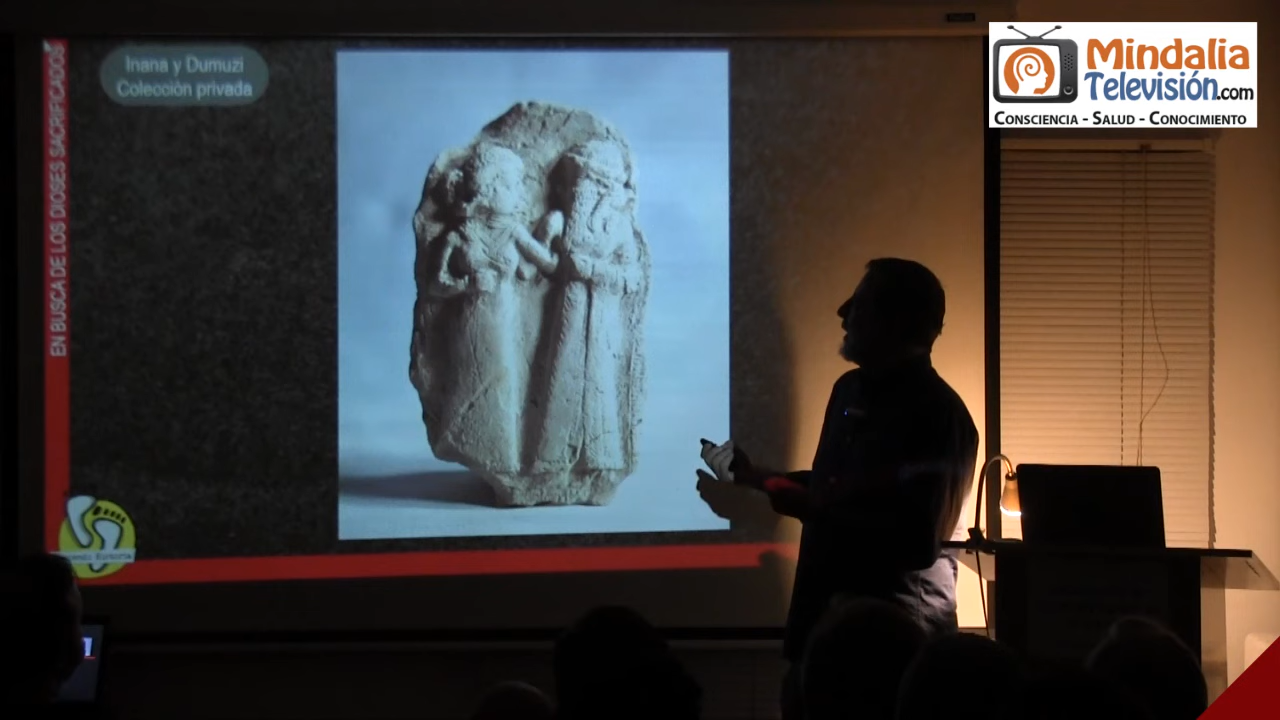 Inana y Dumuzi
Colección privada
EN BUSCA DE LOS DIOSES SACRIFICADOS
Mindalia
Televisión.com
CONSCIENCIA - SALUD - CONOCIMIENTO